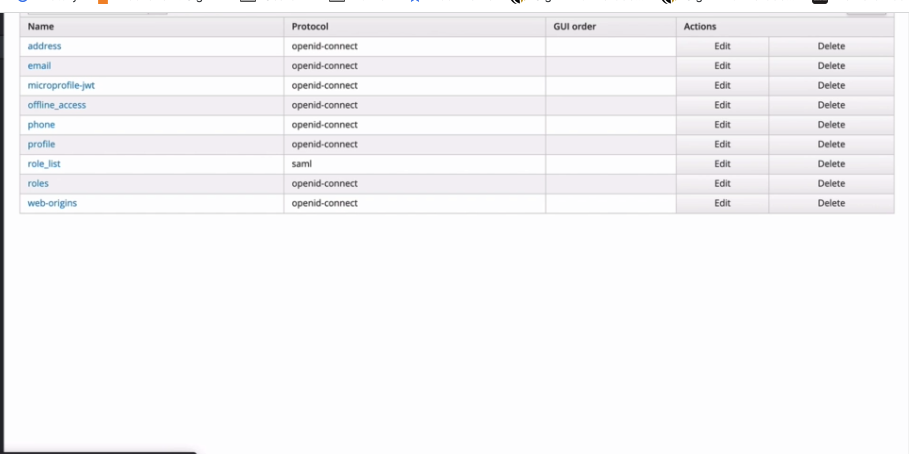 Name Protocol GUI order Actions
address openid-connect Edit Delete
email openid-connect Edit Delete
microprofile-jwt openid-connect Edit Delete
offline_access openid-connect Edit Delete
phone openid-connect Edit Delete
profile openid-connect Edit Delete
role_list saml Edit Delete
roles openid-connect Edit Delete
web-origins openid-connect Edit Delete